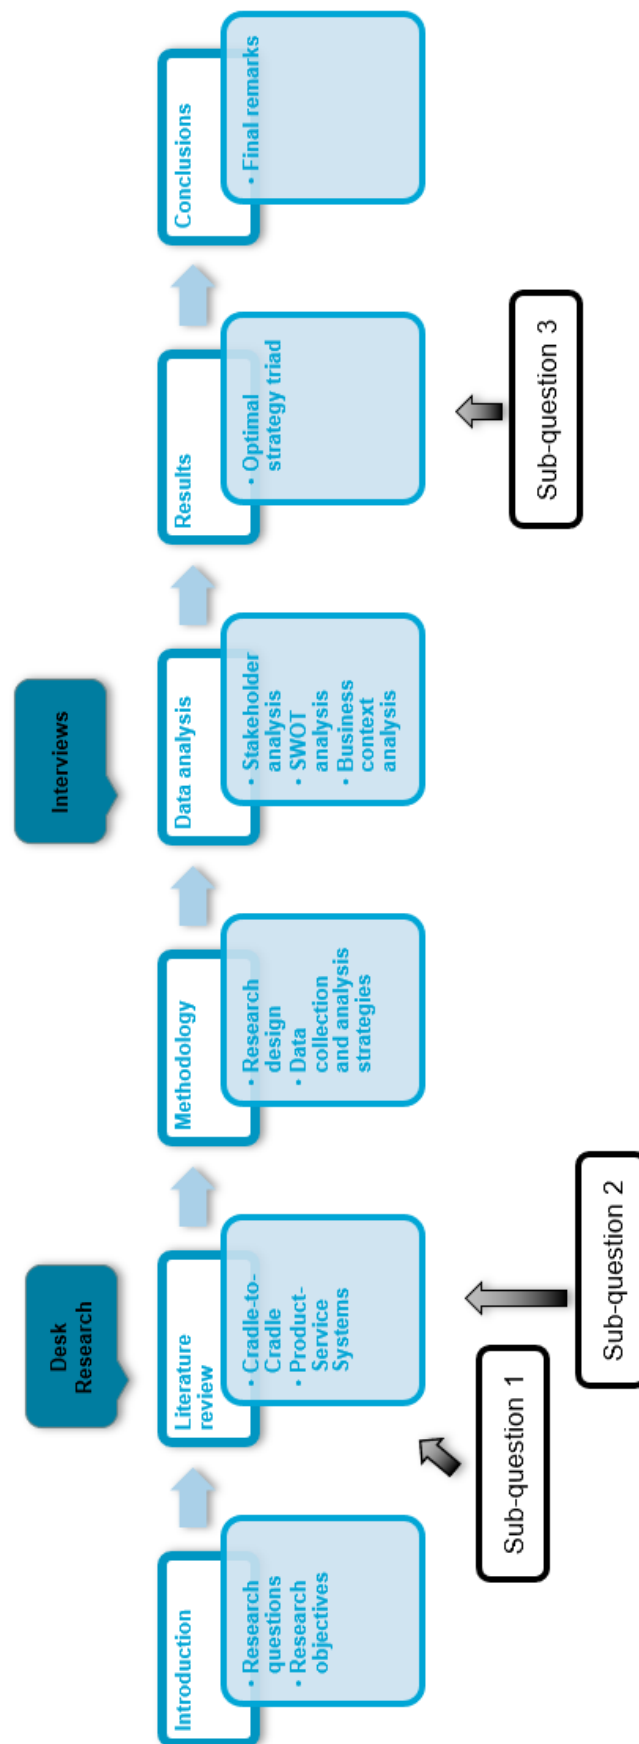 Desk
Research
Interviews
Introduction
• Research
questions
• Research
objectives
Literature
review
• Cradle-to-
Cradle
• Product-
Service
Systems
Methodology
• Research
design
• Data
collection
and analysis
strategies
Data analysis
• Stakeholder
analysis
• SWOT
analysis
• Business
context
analysis
Results
• Optimal
strategy triad
Conclusions
• Final remarks
Sub-question 1
Sub-question 2
Sub-question 3